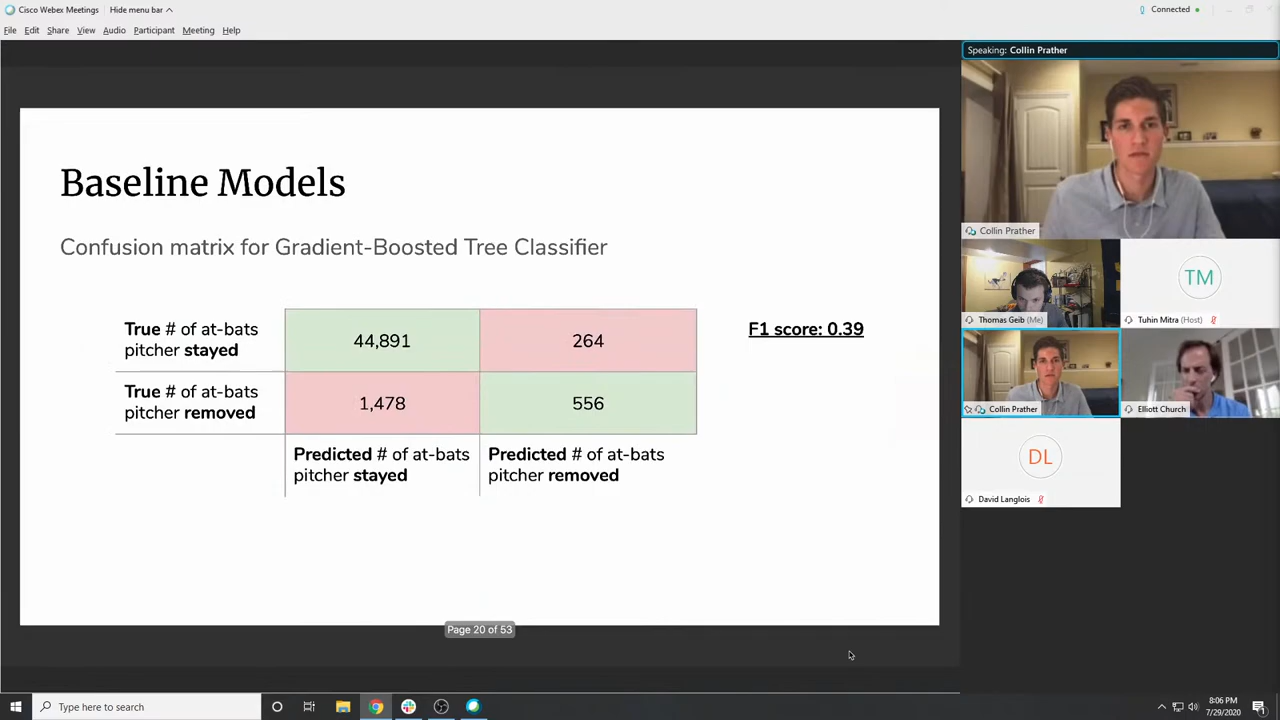 Cisco Webex Meetings
Hide menu bar
Connected
File Edit Share View Audio Participant Meeting Help
Speaking: Collin Prather
Baseline Models
Confusion matrix for Gradient-Boosted Tree Classifier
True # of at-bats
pitcher stayed
44,891
264
F1 score: 0.39
True # of at-bats
pitcher removed
1,478
556
Predicted # of at-bats
pitcher stayed
Predicted # of at-bats
pitcher removed
Page 20 of 53
Collin Prather
Thomas Geib (Me)
TM
Tuhin Mitra (Host)
Collin Prather
Elliott Church
DL
David Langlois
Type here to search
8:06 PM
7/29/2020
1